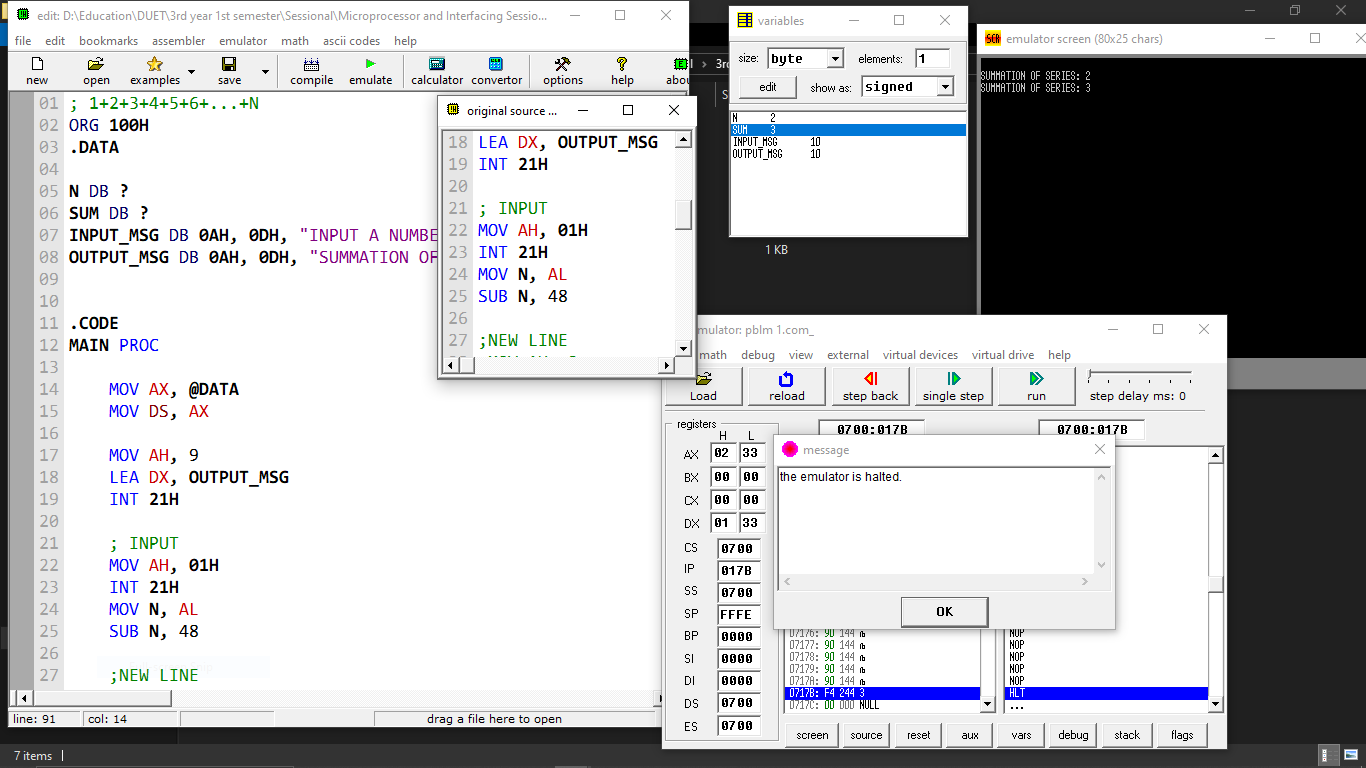 edit: D:\Education\DUET\3rd year 1st semester\Sessional\Microprocessor and Interfacing Sessio...
file edit bookmarks assembler emulator math ascii codes help
new open examples save compile emulate calculator convertor options help abou
01 ; 1+2+3+4+5+6+...+N
02 ORG 100H
03 .DATA
04
05 N DB ?
06 SUM DB ?
07 INPUT_MSG DB 0AH, 0DH, "INPUT A NUMBE
08 OUTPUT_MSG DB 0AH, 0DH, "SUMMATION OF
09
10
11 .CODE
12 MAIN PROC
13
14 MOV AX, @DATA
15 MOV DS, AX
16
17 MOV AH, 9
18 LEA DX, OUTPUT_MSG
19 INT 21H
20
21 ; INPUT
22 MOV AH, 01H
23 INT 21H
24 MOV N, AL
25 SUB N, 48
26
27 ;NEW LINE
line: 91 col: 14 drag a file here to open
7 items
original source ...
18 LEA DX, OUTPUT_MSG
19 INT 21H
20
21 ; INPUT
22 MOV AH, 01H
23 INT 21H
24 MOV N, AL
25 SUB N, 48
26
27 ;NEW LINE
variables
size: byte elements: 1
edit show as: signed
N 2
SUM 3
INPUT_MSG 10
OUTPUT_MSG 10
1 KB
3rd
emulator screen (80x25 chars)
SUMMATION OF SERIES: 2
SUMMATION OF SERIES: 3
mulator: pblm 1.com_
math debug view external virtual devices virtual drive help
Load reload step back single step run step delay ms: 0
registers
H L
AX 02 33
BX 00 00
CX 00 00
DX 01 33
CS 0700
IP 017B
SS 0700
SP FFFE
BP 0000
SI 0000
DI 0000
DS 0700
ES 0700
0700:017B 0700:017B
message
the emulator is halted.
OK
07176: 90 144 NOP
07177: 90 144 NOP
07178: 90 144 NOP
07179: 90 144 NOP
0717A: 90 144 NOP
0717B: F4 244 HLT
0717C: 00 000 NULL ...
screen source reset aux vars debug stack flags